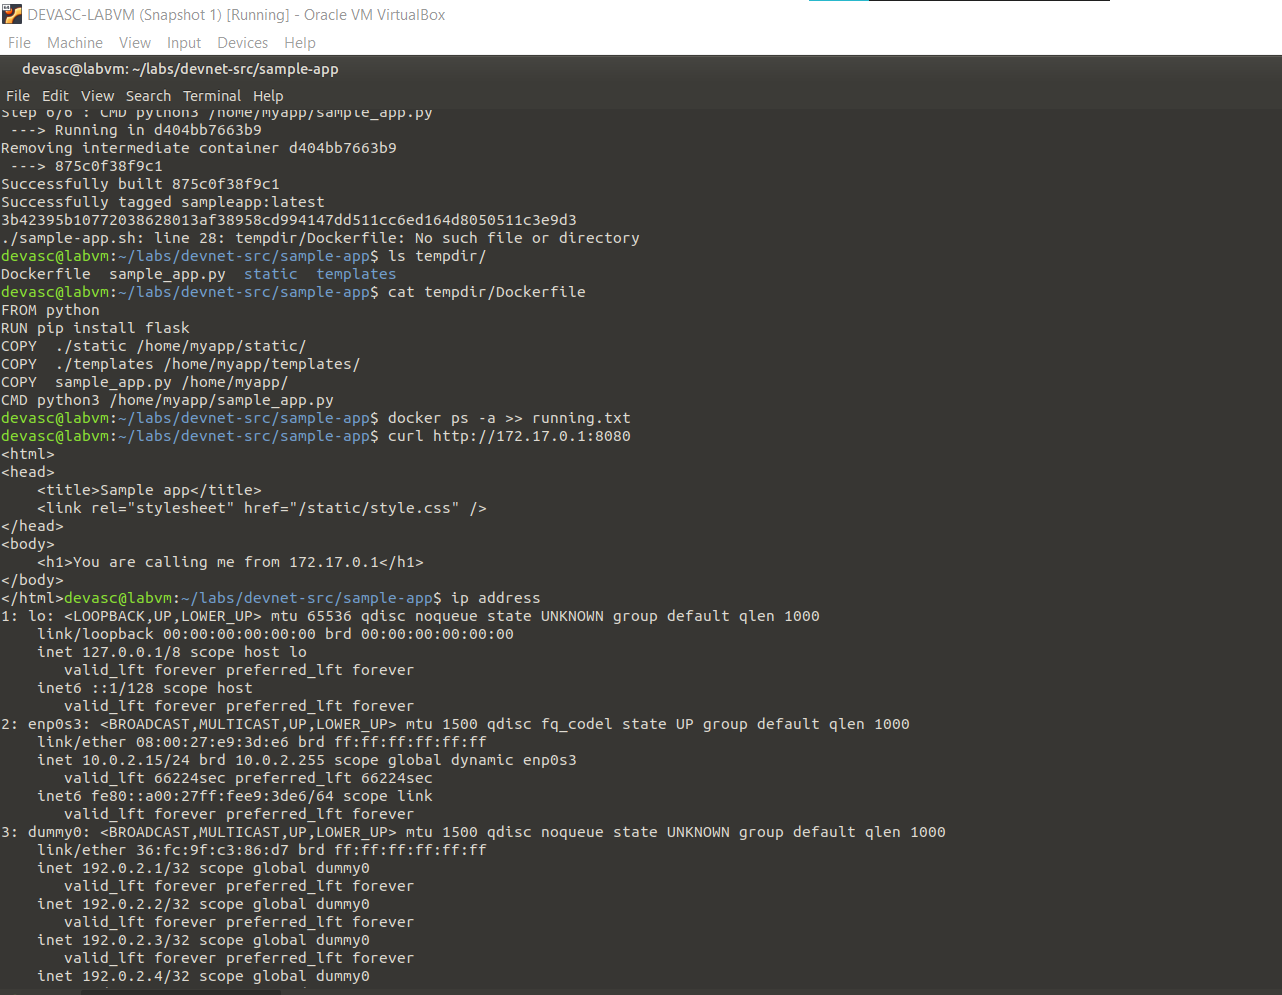 DEVASC-LABVM (Snapshot 1) [Running] - Oracle VM VirtualBox
File Machine View Input Devices Help
devasc@labvm: ~/labs/devnet-src/sample-app
File Edit View Search Terminal Help
Step 6/6 : CMD python3 /home/myapp/sample_app.py
 ---> Running in d404bb7663b9
Removing intermediate container d404bb7663b9
 ---> 875c0f38f9c1
Successfully built 875c0f38f9c1
Successfully tagged sampleapp:latest
3b42395b10772038628013af38958cd994147dd511cc6ed164d8050511c3e9d3
./sample-app.sh: line 28: tempdir/Dockerfile: No such file or directory
devasc@labvm:~/labs/devnet-src/sample-app$ ls tempdir/
Dockerfile  sample_app.py  static  templates
devasc@labvm:~/labs/devnet-src/sample-app$ cat tempdir/Dockerfile
FROM python
RUN pip install flask
COPY  ./static /home/myapp/static/
COPY  ./templates /home/myapp/templates/
COPY  sample_app.py /home/myapp/
CMD python3 /home/myapp/sample_app.py
devasc@labvm:~/labs/devnet-src/sample-app$ docker ps -a >> running.txt
devasc@labvm:~/labs/devnet-src/sample-app$ curl http://172.17.0.1:8080
<html>
<head>
    <title>Sample app</title>
    <link rel="stylesheet" href="/static/style.css" />
</head>
<body>
    <h1>You are calling me from 172.17.0.1</h1>
</body>
</html>devasc@labvm:~/labs/devnet-src/sample-app$ ip address
1: lo: <LOOPBACK,UP,LOWER_UP> mtu 65536 qdisc noqueue state UNKNOWN group default qlen 1000
    link/loopback 00:00:00:00:00:00 brd 00:00:00:00:00:00
    inet 127.0.0.1/8 scope host lo
       valid_lft forever preferred_lft forever
    inet6 ::1/128 scope host
       valid_lft forever preferred_lft forever
2: enp0s3: <BROADCAST,MULTICAST,UP,LOWER_UP> mtu 1500 qdisc fq_codel state UP group default qlen 1000
    link/ether 08:00:27:e9:3d:e6 brd ff:ff:ff:ff:ff:ff
    inet 10.0.2.15/24 brd 10.0.2.255 scope global dynamic enp0s3
       valid_lft 66224sec preferred_lft 66224sec
    inet6 fe80::a00:27ff:fee9:3de6/64 scope link
       valid_lft forever preferred_lft forever
3: dummy0: <BROADCAST,MULTICAST,UP,LOWER_UP> mtu 1500 qdisc noqueue state UNKNOWN group default qlen 1000
    link/ether 36:fc:9f:c3:86:d7 brd ff:ff:ff:ff:ff:ff
    inet 192.0.2.1/32 scope global dummy0
       valid_lft forever preferred_lft forever
    inet 192.0.2.2/32 scope global dummy0
       valid_lft forever preferred_lft forever
    inet 192.0.2.3/32 scope global dummy0
       valid_lft forever preferred_lft forever
    inet 192.0.2.4/32 scope global dummy0